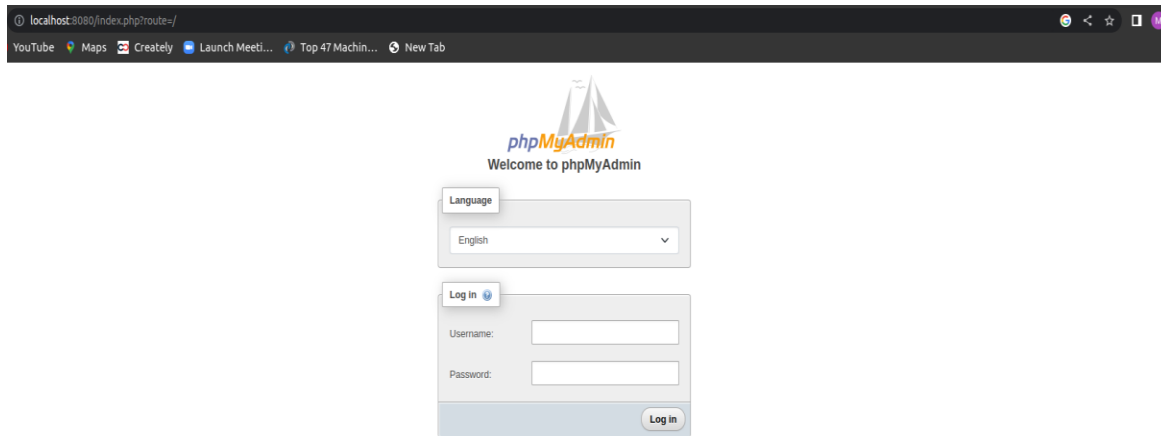 localhost:8080/index.php?route=/
YouTube Maps Creately Launch Meeti... Top 47 Machin... New Tab
phpMyAdmin
Welcome to phpMyAdmin
Language
English
Log in
Username:
Password:
Log in